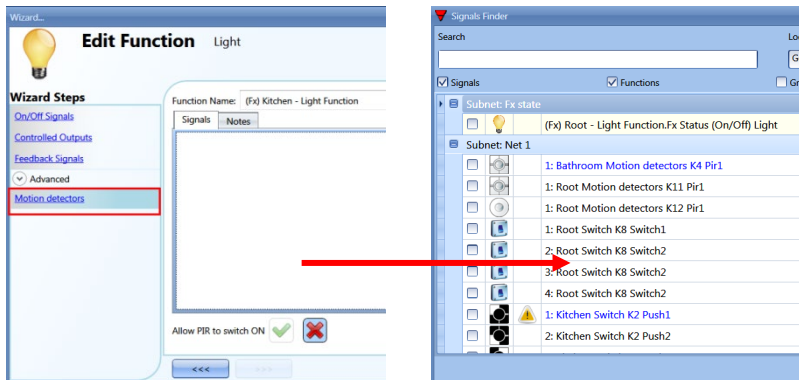 Wizard...
Edit Function Light
Wizard Steps
On/Off Signals
Controlled Outputs
Feedback Signals
Advanced
Motion detectors
Function Name: (Fx) Kitchen - Light Function
Signals Notes
Allow PIR to switch ON
<<<
>>>
Signals Finder
Search
Lo
G
Signals Functions Gr
Subnet: Fx state
(Fx) Root - Light Function.Fx Status (On/Off) Light
Subnet: Net 1
1: Bathroom Motion detectors K4 Pir1
1: Root Motion detectors K11 Pir1
1: Root Motion detectors K12 Pir1
1: Root Switch K8 Switch1
2: Root Switch K8 Switch2
3: Root Switch K8 Switch2
4: Root Switch K8 Switch2
1: Kitchen Switch K2 Push1
2: Kitchen Switch K2 Push2